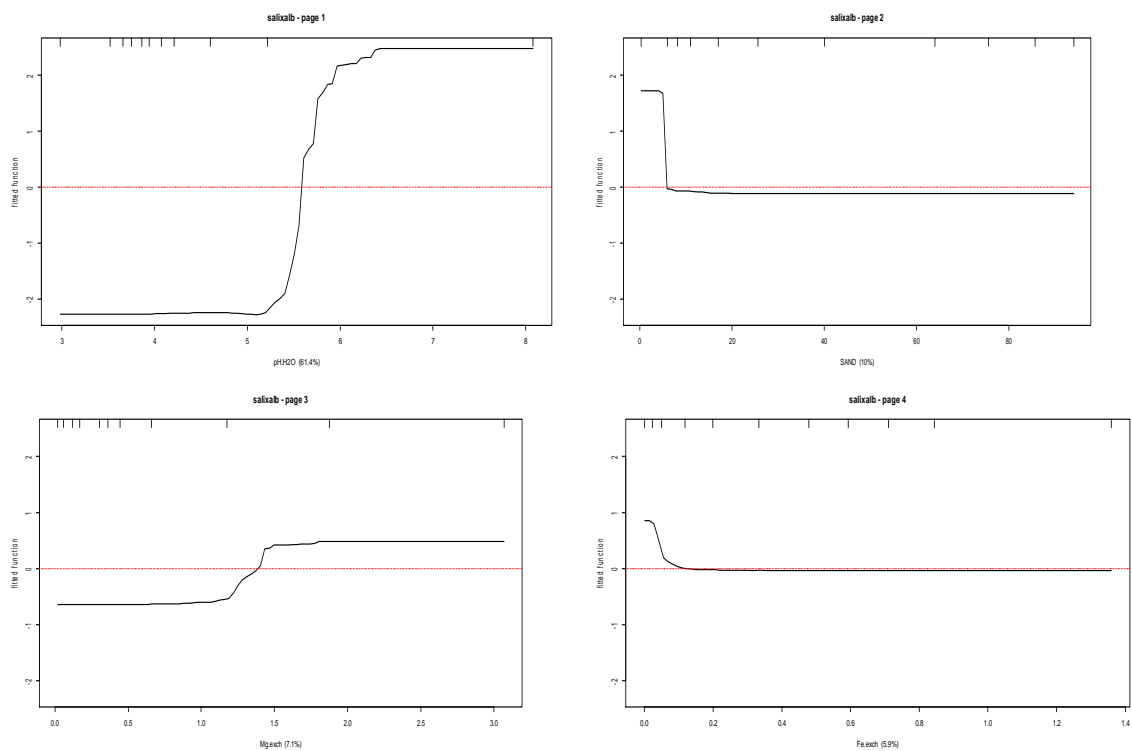 salixalb - page 1
fitted function
2
1
0
-1
-2
3 4 5 6 7 8
pH.H2O (61.4%)
salixalb - page 2
fitted function
2
1
0
-1
-2
0 20 40 60 80
SAND (10%)
salixalb - page 3
fitted function
2
1
0
-1
-2
0.0 0.5 1.0 1.5 2.0 2.5 3.0
Mg.exch (7.1%)
salixalb - page 4
fitted function
2
1
0
-1
-2
0.0 0.2 0.4 0.6 0.8 1.0 1.2 1.4
Fe.exch (5.9%)